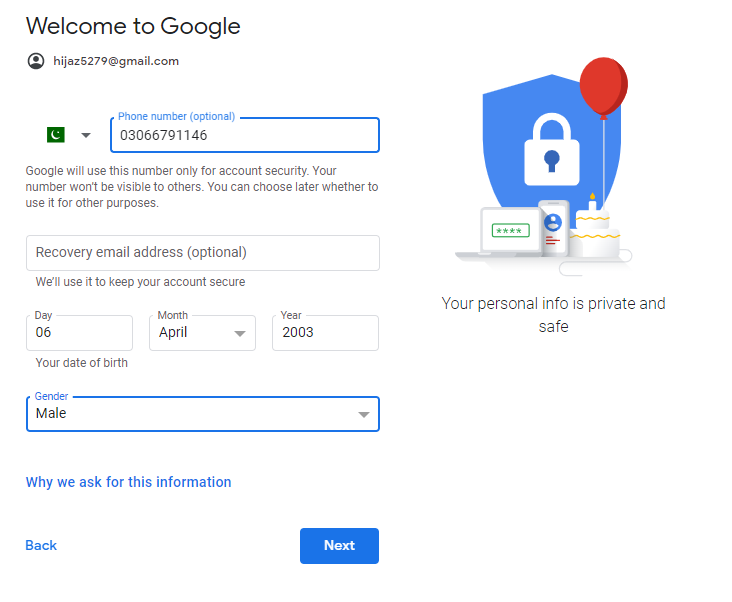 Welcome to Google
hijaz5279@gmail.com
Phone number (optional)
03066791146
Google will use this number only for account security. Your
number won't be visible to others. You can choose later whether to
use it for other purposes.
Recovery email address (optional)
We'll use it to keep your account secure
Day Month Year
06 April 2003
Your date of birth
Gender
Male
Why we ask for this information
Back Next
****
Your personal info is private and
safe